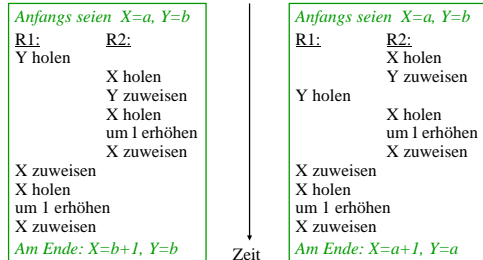 Anfangs seien X=a, Y=b
R1: R2:
Y holen
X holen
Y zuweisen
X holen
um 1 erhöhen
X zuweisen
X zuweisen
X holen
um 1 erhöhen
X zuweisen
Am Ende: X=b+1, Y=b
Zeit
Anfangs seien X=a, Y=b
R1: R2:
X holen
Y zuweisen
Y holen
X holen
um 1 erhöhen
X zuweisen
X zuweisen
X holen
um 1 erhöhen
X zuweisen
Am Ende: X=a+1, Y=a